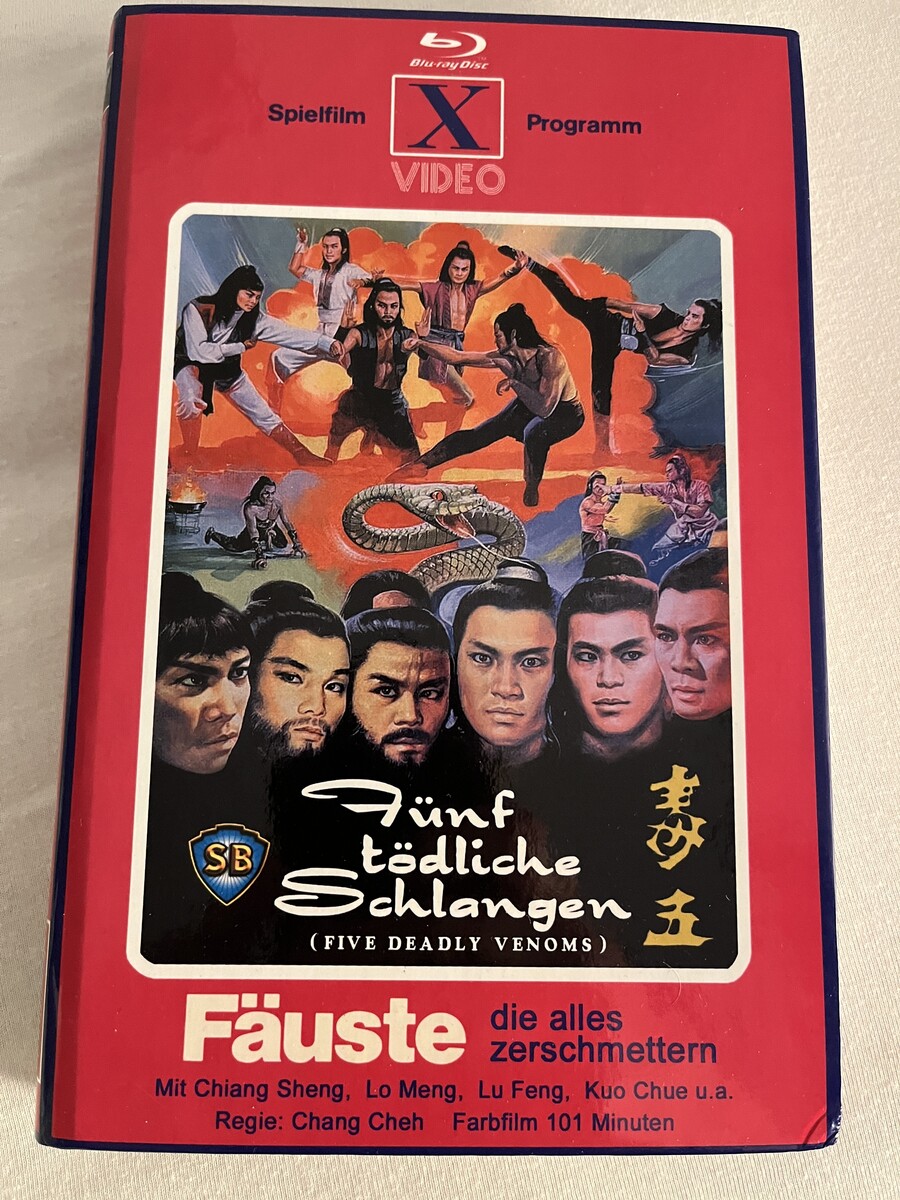 Blu-ray Disc
Spielfilm X Programm
VIDEO
Fünf
tödliche
Schlangen
(FIVE DEADLY VENOMS)
SB
五
Fäuste die alles
zerschmettern
Mit Chiang Sheng, Lo Meng, Lu Feng, Kuo Chue u.a.
Regie: Chang Cheh Farbfilm 101 Minuten